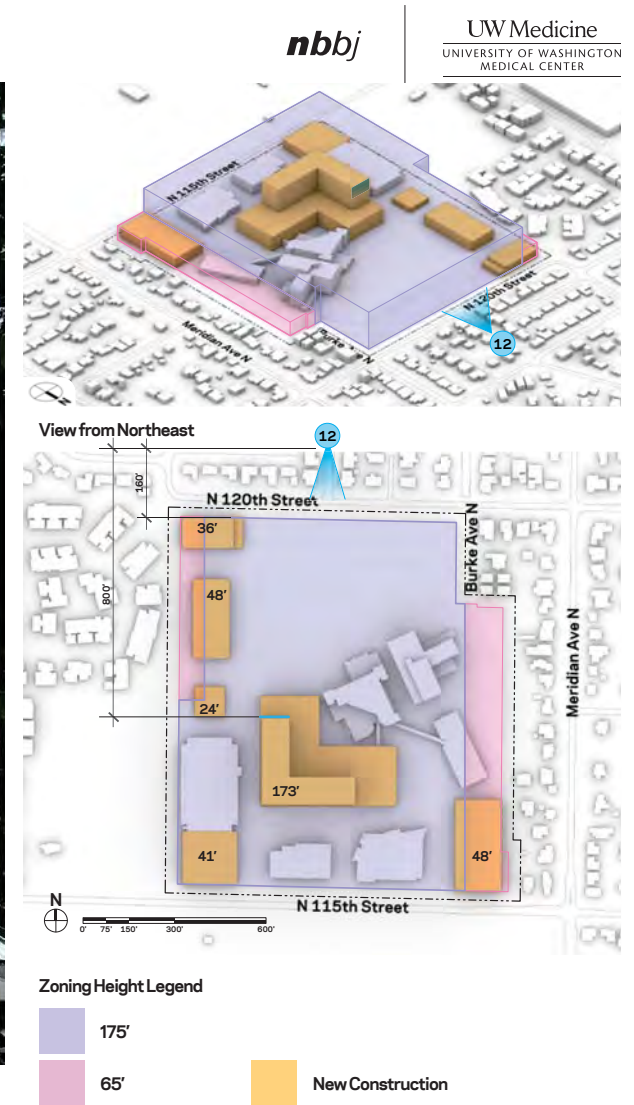 nbbj
UW Medicine
UNIVERSITY OF WASHINGTON
MEDICAL CENTER
N 115th Street
N 120th Street
12
Meridian Ave N
Burke Ave N
N
View from Northeast
12
160'
N 120th Street
Burke Ave N
36'
48'
800'
Meridian Ave N
24'
173'
41'
48'
N
N 115th Street
0' 75' 150' 300' 600'
Zoning Height Legend
175'
65'
New Construction